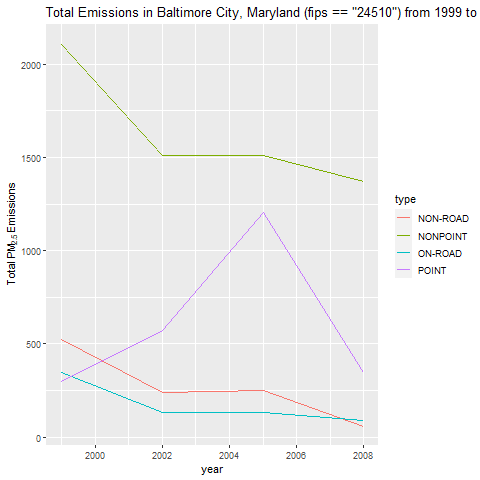 Total Emissions in Baltimore City, Maryland (fips == "24510") from 1999 to
Total PM2.5 Emissions
2000
1500
1000
500
0
2000 2002 2004 2006 2008
year
type
NON-ROAD
NONPOINT
ON-ROAD
POINT